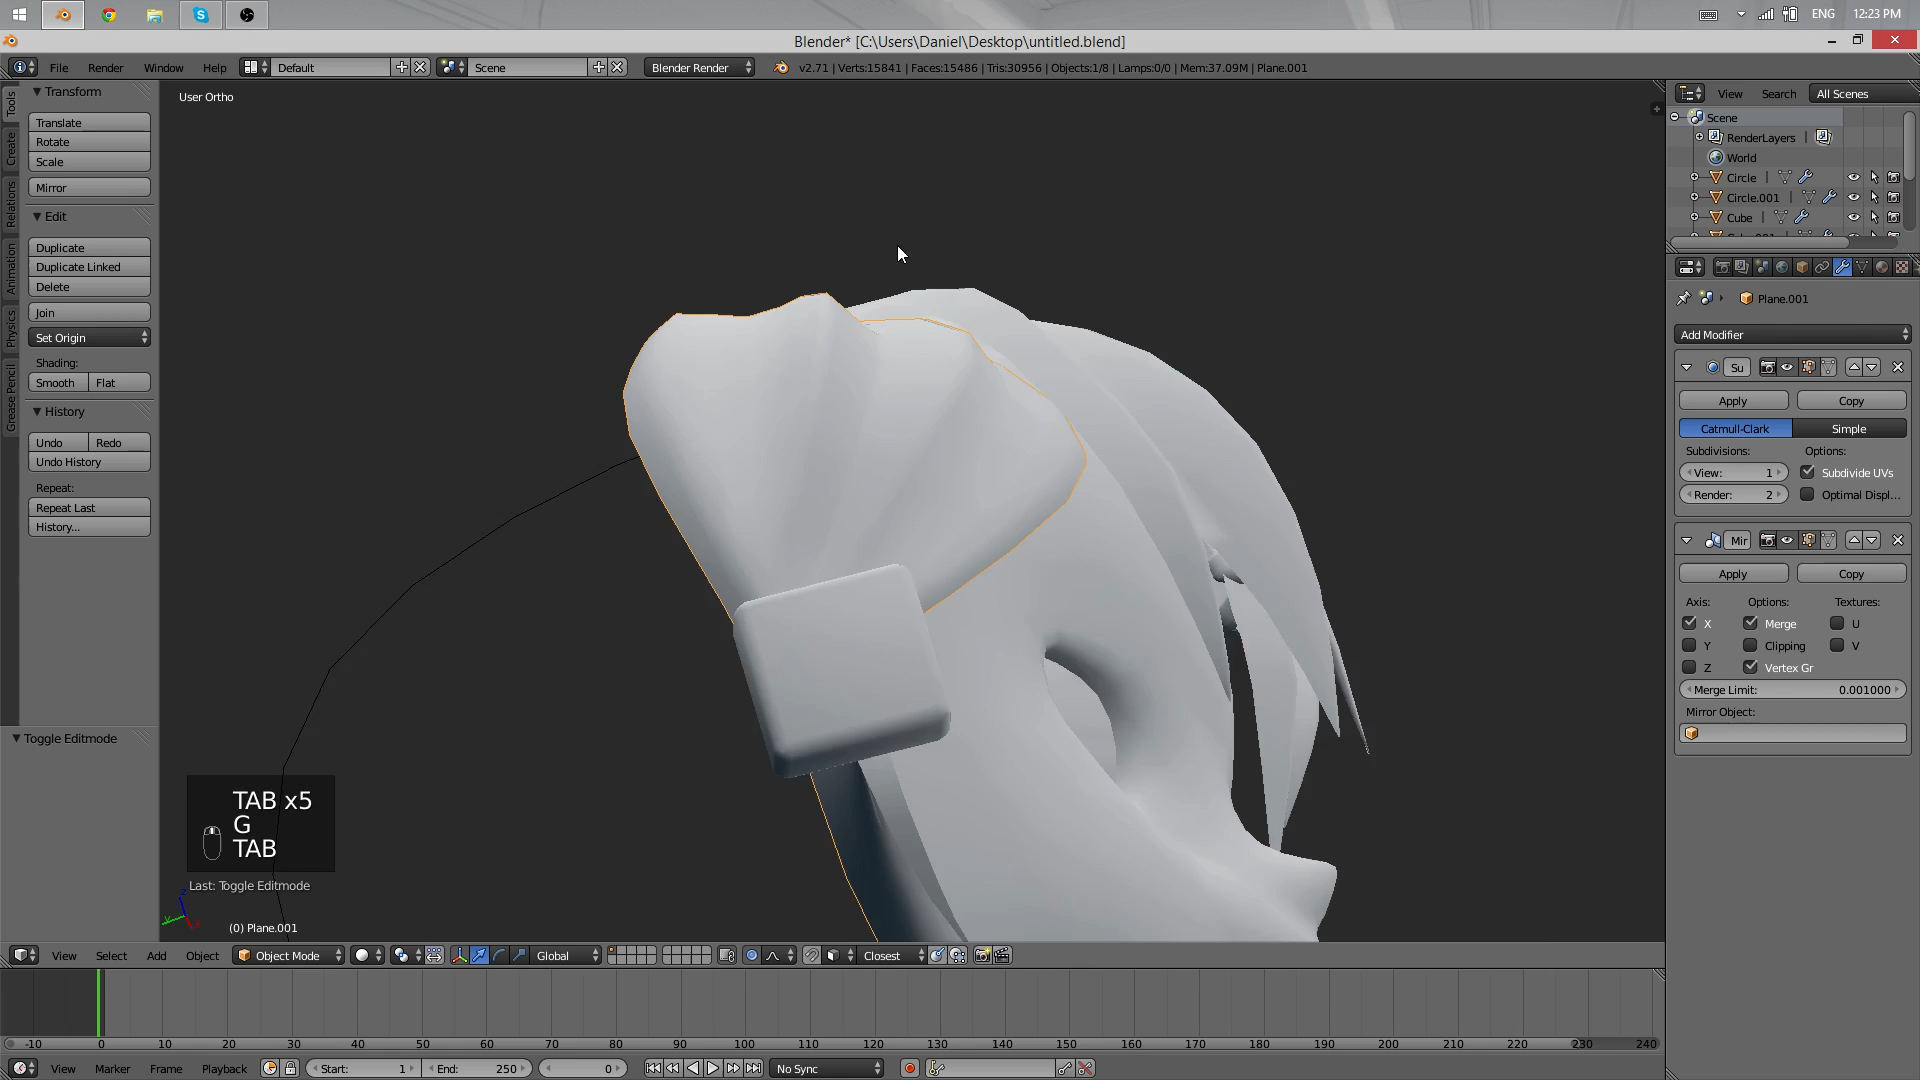 ENG
12:23 PM
Blender* [C:\Users\Daniel\Desktop\untitled.blend]
File Render Window Help Default Scene Blender Render v2.71 | Verts:15841 | Faces:15486 | Tris:30956 | Objects:1/8 | Lamps:0/0 | Mem:37.09M | Plane.001
Tools
Create
Relations
Animation
Physics
Grease Pencil
Transform
Translate
Rotate
Scale
Mirror
Edit
Duplicate
Duplicate Linked
Delete
Join
Set Origin
Shading:
Smooth Flat
History
Undo Redo
Undo History
Repeat:
Repeat Last
History...
Toggle Editmode
User Ortho
TAB x5
G
TAB
Last: Toggle Editmode
(0) Plane.001
View Search All Scenes
Scene
RenderLayers |
World
Circle |
Circle.001 |
Cube |
Plane.001
Add Modifier
Su
Apply Copy
Catmull-Clark Simple
Subdivisions: Options:
View: 1 Subdivide UVs
Render: 2 Optimal Displ...
Mir
Apply Copy
Axis: Options: Textures:
X Merge U
Y Clipping V
Z Vertex Gr
Merge Limit: 0.001000
Mirror Object:
View Select Add Object Object Mode Global Closest
-10 0 10 20 30 40 50 60 70 80 90 100 110 120 130 140 150 160 170 180 190 200 210 220 230 240
View Marker Frame Playback Start: 1 End: 250 0 No Sync